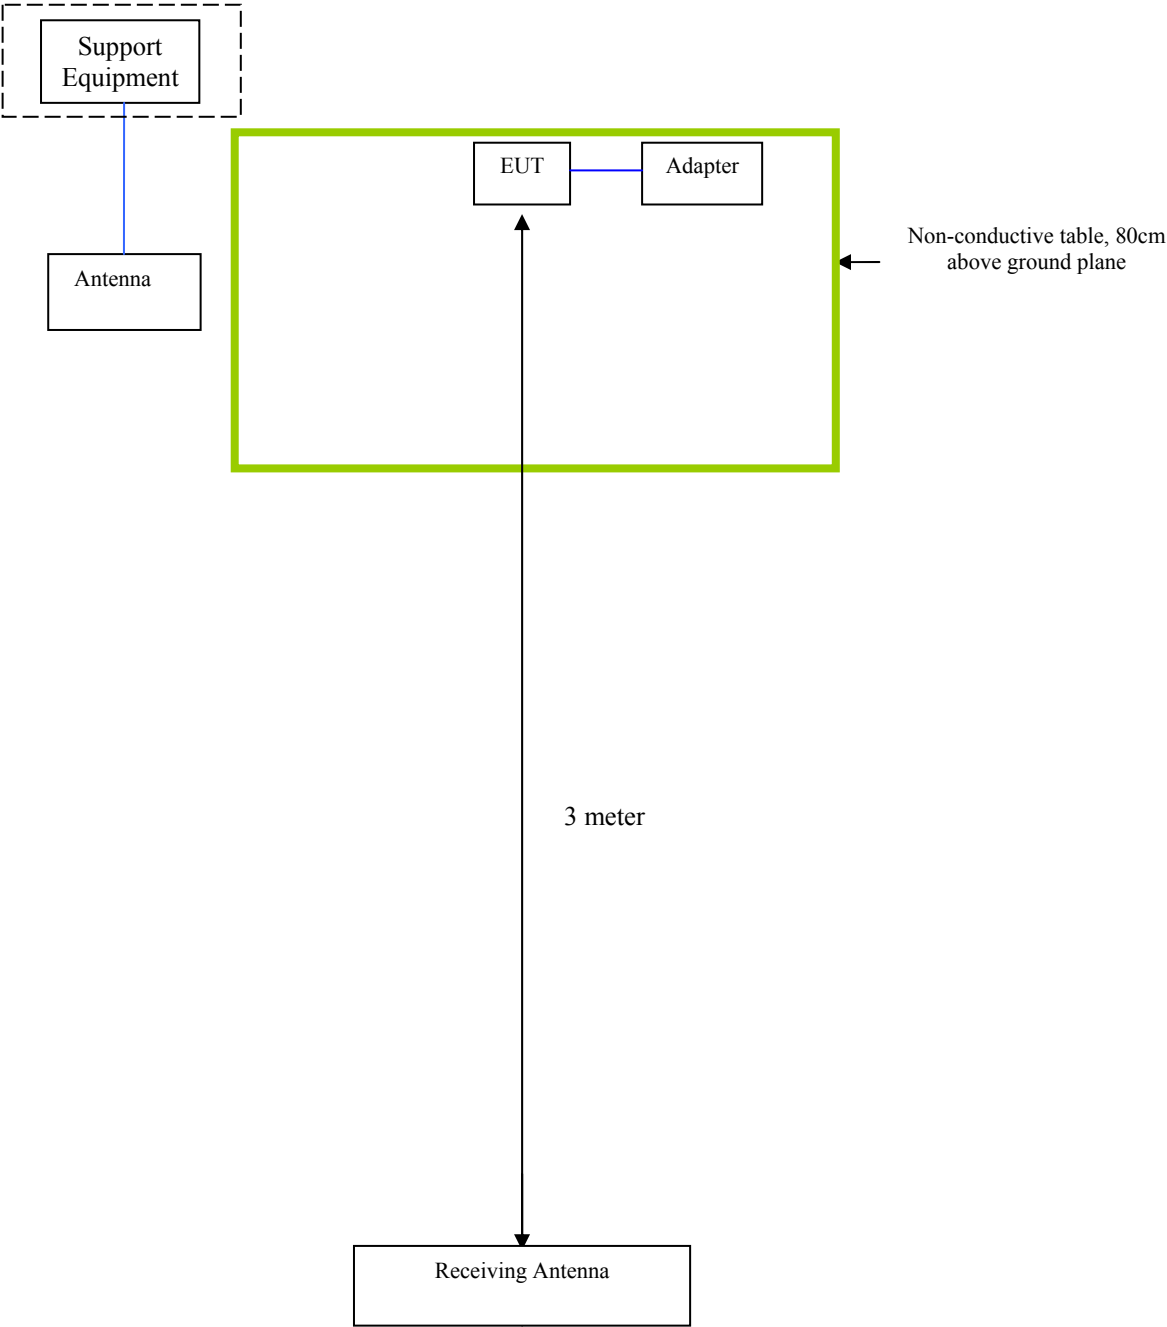 Support
Equipment
EUT
Adapter
Non-conductive table, 80cm
above ground plane
Antenna
3 meter
Receiving Antenna